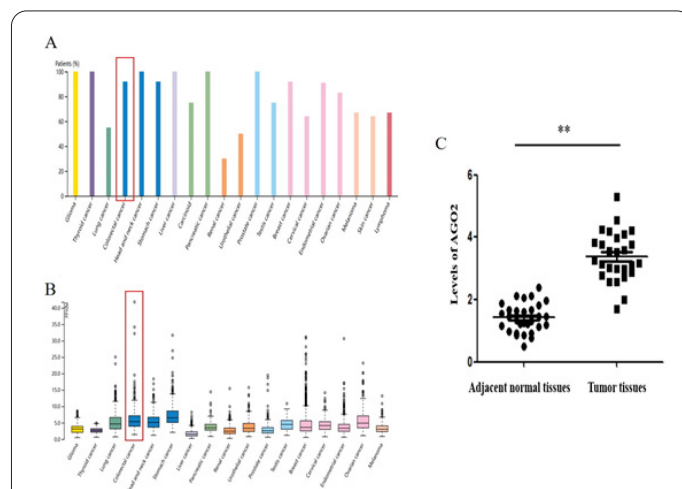 A
Patients (%)
100
80
60
40
20
0
Glioma
Thyroid cancer
Lung cancer
Colorectal cancer
Head and neck cancer
Stomach cancer
Liver cancer
Carcinoid
Pancreatic cancer
Renal cancer
Urothelial cancer
Prostate cancer
Testis cancer
Breast cancer
Cervical cancer
Endometrial cancer
Ovarian cancer
Melanoma
Skin cancer
Lymphoma
B
40.0
35.0
30.0
25.0
20.0
15.0
10.0
5.0
0.0
Glioma
Thyroid cancer
Lung cancer
Colorectal cancer
Head and neck cancer
Stomach cancer
Liver cancer
Pancreatic cancer
Renal cancer
Urothelial cancer
Prostate cancer
Testis cancer
Breast cancer
Cervical cancer
Endometrial cancer
Ovarian cancer
Melanoma
C
**
Levels of AGO2
6
4
2
0
Adjacent normal tissues
Tumor tissues